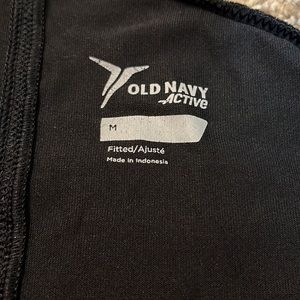 OLD NAVY
ACTIVE
M
Fitted/Ajusté
Made in Indonesia